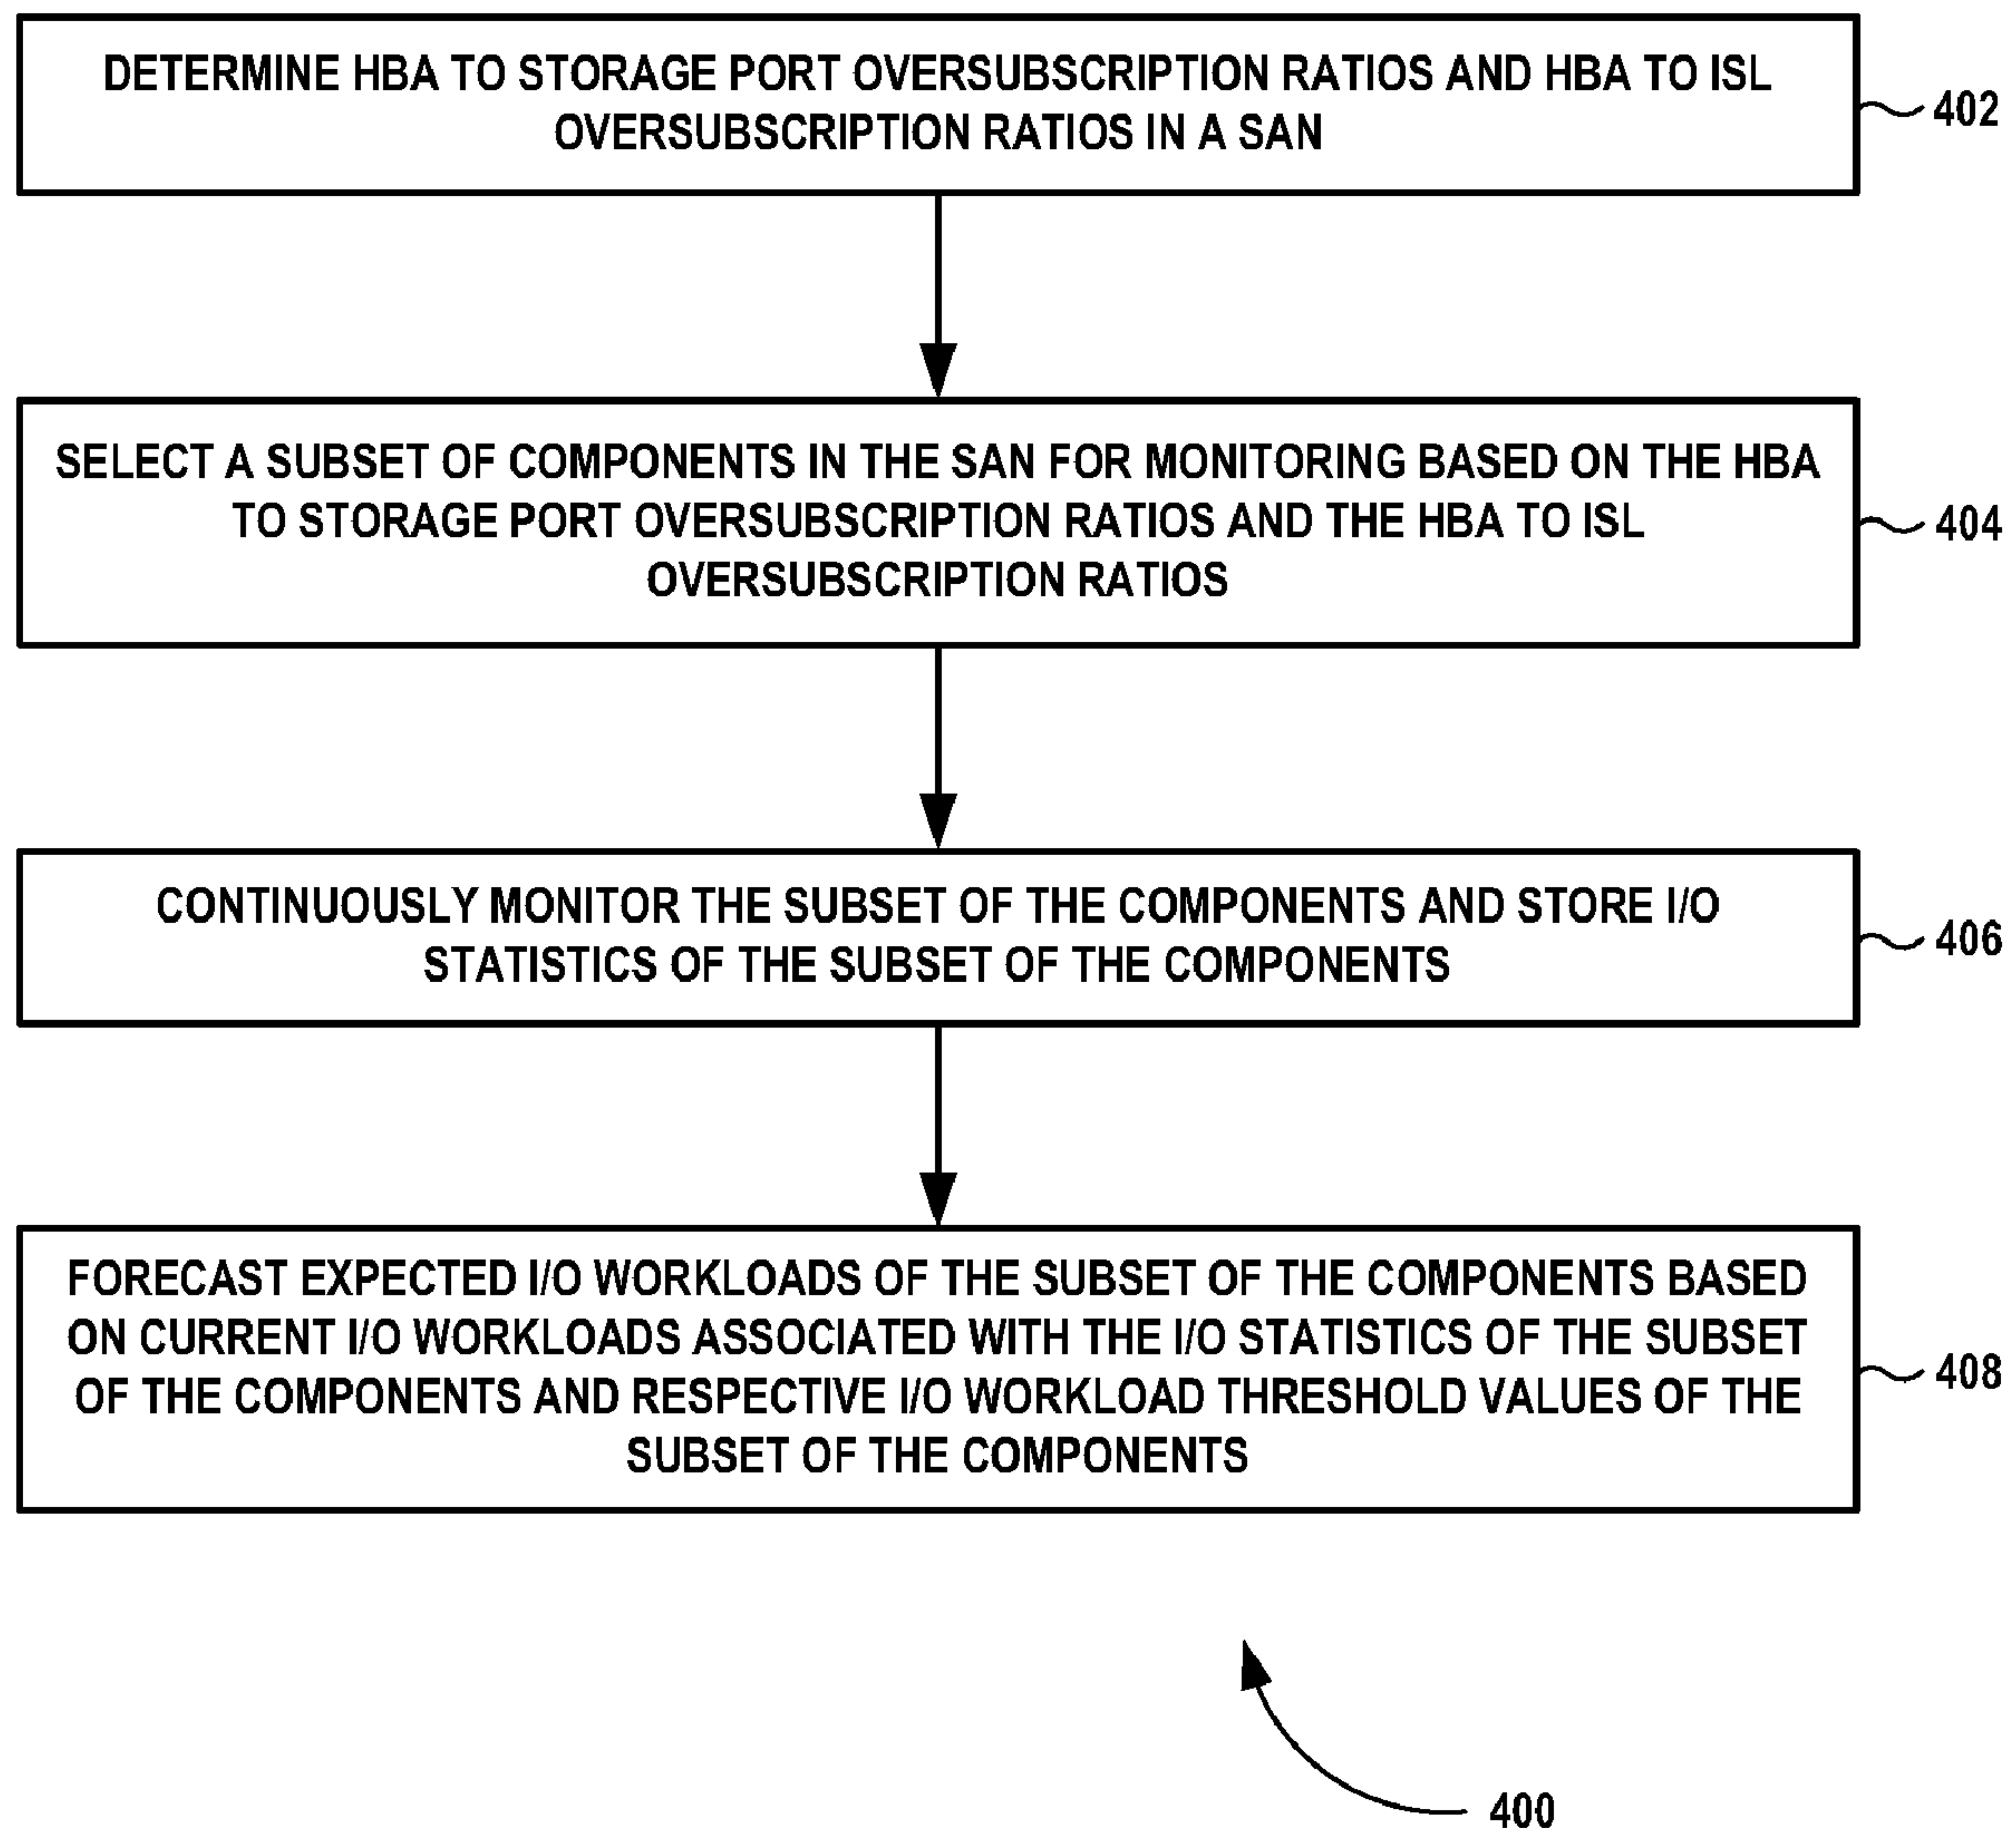 DETERMINE HBA TO STORAGE PORT OVERSUBSCRIPTION RATIOS AND HBA TO ISL
OVERSUBSCRIPTION RATIOS IN A SAN
402
SELECT A SUBSET OF COMPONENTS IN THE SAN FOR MONITORING BASED ON THE HBA
TO STORAGE PORT OVERSUBSCRIPTION RATIOS AND THE HBA TO ISL
OVERSUBSCRIPTION RATIOS
404
CONTINUOUSLY MONITOR THE SUBSET OF THE COMPONENTS AND STORE I/O
STATISTICS OF THE SUBSET OF THE COMPONENTS
406
FORECAST EXPECTED I/O WORKLOADS OF THE SUBSET OF THE COMPONENTS BASED
ON CURRENT I/O WORKLOADS ASSOCIATED WITH THE I/O STATISTICS OF THE SUBSET
OF THE COMPONENTS AND RESPECTIVE I/O WORKLOAD THRESHOLD VALUES OF THE
SUBSET OF THE COMPONENTS
408
400